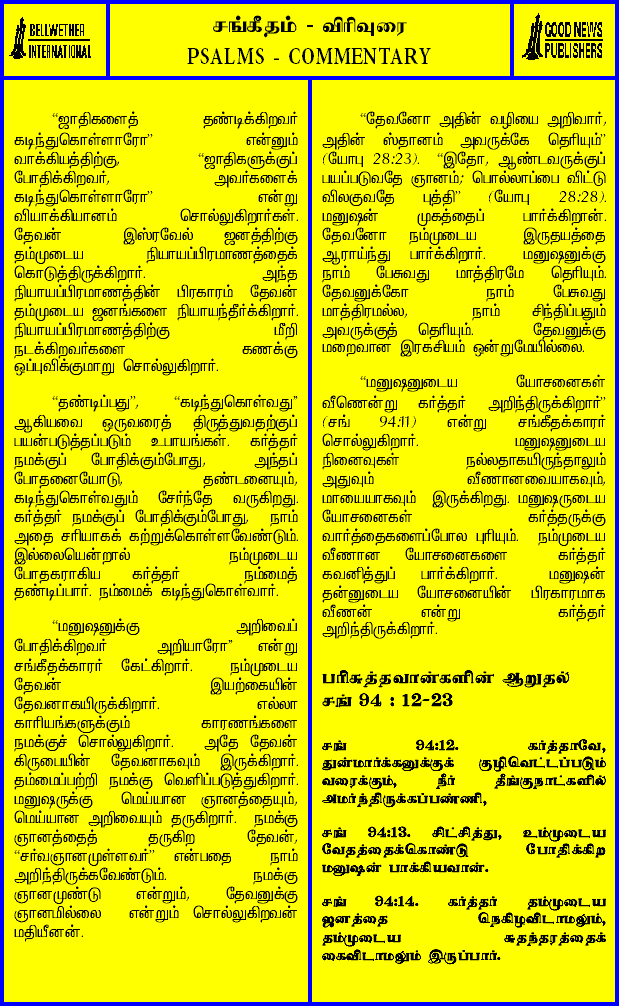 BELLWETHER
INTERNATIONAL
சங்கீதம் - விரிவுரை
PSALMS - COMMENTARY
GOOD NEWS
PUBLISHERS
“ஜாதிகளைத் தண்டிக்கிறவர்
கடிந்துகொள்ளாரோ” என்னும்
வாக்கியத்திற்கு, “ஜாதிகளுக்குப்
போதிக்கிறவர், அவர்களைக்
கடிந்துகொள்ளாரோ” என்று
வியாக்கியானம் சொல்லுகிறார்கள்.
தேவன் இஸ்ரவேல் ஜனத்திற்கு
தம்முடைய நியாயப்பிரமாணத்தைக்
கொடுத்திருக்கிறார். அந்த
நியாயப்பிரமாணத்தின் பிரகாரம் தேவன்
தம்முடைய ஜனங்களை நியாயந்தீர்க்கிறார்.
நியாயப்பிரமாணத்திற்கு மீறி
நடக்கிறவர்களை கணக்கு
ஒப்புவிக்குமாறு சொல்லுகிறார்.
“தண்டிப்பது”, “கடிந்துகொள்வது”
ஆகியவை ஒருவரைத் திருத்துவதற்குப்
பயன்படுத்தப்படும் உபாயங்கள். கர்த்தர்
நமக்குப் போதிக்கும்போது, அந்தப்
போதனையோடு, தண்டனையும்,
கடிந்துகொள்வதும் சேர்ந்தே வருகிறது.
கர்த்தர் நமக்குப் போதிக்கும்போது, நாம்
அதை சரியாகக் கற்றுக்கொள்ளவேண்டும்.
இல்லையென்றால் நம்முடைய
போதகராகிய கர்த்தர் நம்மைத்
தண்டிப்பார். நம்மைக் கடிந்துகொள்வார்.
“மனுஷனுக்கு அறிவைப்
போதிக்கிறவர் அறியாரோ” என்று
சங்கீதக்காரர் கேட்கிறார். நம்முடைய
தேவன் இயற்கையின்
தேவனாகயிருக்கிறார். எல்லா
காரியங்களுக்கும் காரணங்களை
நமக்குச் சொல்லுகிறார். அதே தேவன்
கிருபையின் தேவனாகவும் இருக்கிறார்.
தம்மைப்பற்றி நமக்கு வெளிப்படுத்துகிறார்.
மனுஷருக்கு மெய்யான ஞானத்தையும்,
மெய்யான அறிவையும் தருகிறார். நமக்கு
ஞானத்தைத் தருகிற தேவன்,
“சர்வஞானமுள்ளவர்” என்பதை நாம்
அறிந்திருக்கவேண்டும். நமக்கு
ஞானமுண்டு என்றும், தேவனுக்கு
ஞானமில்லை என்றும் சொல்லுகிறவன்
மதியீனன்.
“தேவனோ அதின் வழியை அறிவார்,
அதின் ஸ்தானம் அவருக்கே தெரியும்”
(யோபு 28:23). “இதோ, ஆண்டவருக்குப்
பயப்படுவதே ஞானம்; பொல்லாப்பை விட்டு
விலகுவதே புத்தி” (யோபு 28:28).
மனுஷன் முகத்தைப் பார்க்கிறான்.
தேவனோ நம்முடைய இருதயத்தை
ஆராய்ந்து பார்க்கிறார். மனுஷனுக்கு
நாம் பேசுவது மாத்திரமே தெரியும்.
தேவனுக்கோ நாம் பேசுவது
மாத்திரமல்ல, நாம் சிந்திப்பதும்
அவருக்குத் தெரியும். தேவனுக்கு
மறைவான இரகசியம் ஒன்றுமேயில்லை.
“மனுஷனுடைய யோசனைகள்
வீணென்று கர்த்தர் அறிந்திருக்கிறார்”
(சங் 94:11) என்று சங்கீதக்காரர்
சொல்லுகிறார். மனுஷனுடைய
நினைவுகள் நல்லதாகயிருந்தாலும்
அதுவும் வீணானவையாகவும்,
மாயையாகவும் இருக்கிறது. மனுஷருடைய
யோசனைகள் கர்த்தருக்கு
வார்த்தைகளைப்போல புரியும். நம்முடைய
வீணான யோசனைகளை கர்த்தர்
கவனித்துப் பார்க்கிறார். மனுஷன்
தன்னுடைய யோசனையின் பிரகாரமாக
வீணன் என்று கர்த்தர்
அறிந்திருக்கிறார்.
பரிசுத்தவான்களின் ஆறுதல்
சங் 94 : 12-23
சங் 94:12. கர்த்தாவே,
துன்மார்க்கனுக்குக் குழிவெட்டப்படும்
வரைக்கும், நீர் தீங்குநாட்களில்
அமர்ந்திருக்கப்பண்ணி,
சங் 94:13. சிட்சித்து, உம்முடைய
வேதத்தைக்கொண்டு போதிக்கிற
மனுஷன் பாக்கியவான்.
சங் 94:14. கர்த்தர் தம்முடைய
ஜனத்தை நெகிழவிடாமலும்,
தம்முடைய சுதந்தரத்தைக்
கைவிடாமலும் இருப்பார்.